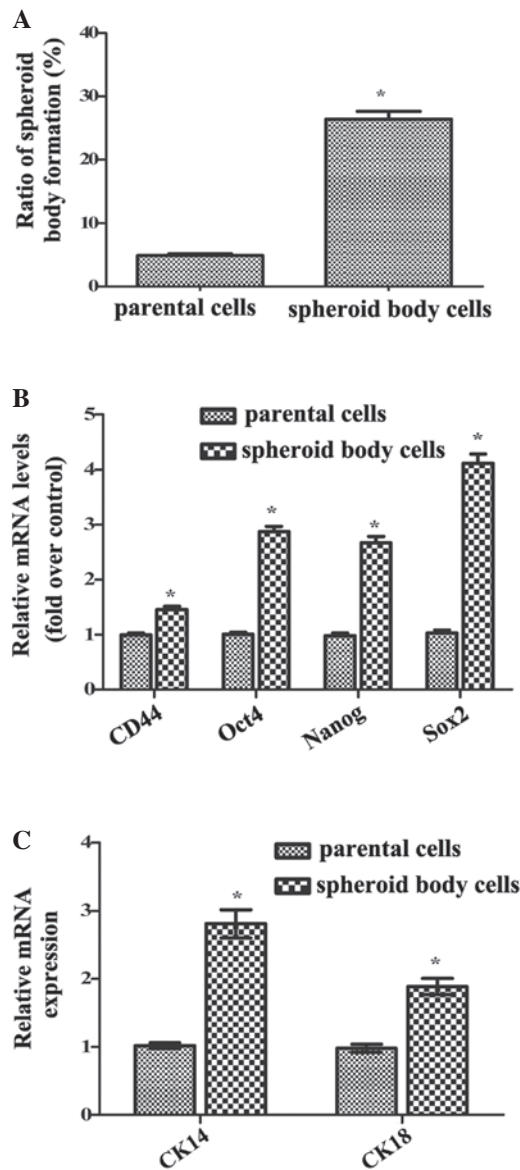 A
Ratio of spheroid
body formation (%)
40
30
20
10
0
*
parental cells
spheroid body cells
B
Relative mRNA levels
(fold over control)
5
4
3
2
1
0
parental cells
spheroid body cells
*
*
*
*
CD44
Oct4
Nanog
Sox2
C
Relative mRNA
expression
4
3
2
1
0
parental cells
spheroid body cells
*
*
CK14
CK18